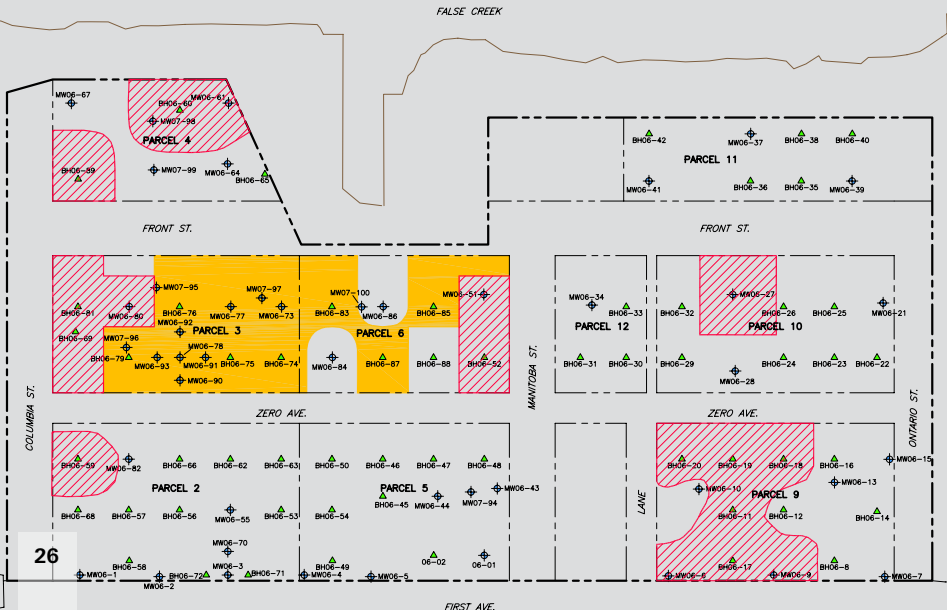 FALSE CREEK
MW06-67
BH06-60
MW06-61
MW07-98
PARCEL 4
BH06-42
MW06-37
BH06-38
BH06-40
PARCEL 11
MW07-99
MW06-64
BH06-65
MW06-41
BH06-36
BH06-35
MW06-39
FRONT ST.
FRONT ST.
MW07-95
MW07-97
MW07-100
MW06-51
MW06-34
MW06-27
BH06-81
MW06-80
BH06-76
MW06-77
MW06-73
BH06-83
MW06-86
BH06-85
BH06-33
BH06-32
BH06-26
BH06-25
MW06-21
MW06-92
PARCEL 3
PARCEL 6
PARCEL 12
PARCEL 10
BH06-69
MW07-96
BH06-79
MW06-78
MW06-93
MW06-91
BH06-75
BH06-74
MW06-84
BH06-87
BH06-88
BH06-52
BH06-31
BH06-30
BH06-29
BH06-24
BH06-23
BH06-22
MW06-90
MW06-28
COLUMBIA ST.
MANITOBA ST.
ONTARIO ST.
ZERO AVE.
ZERO AVE.
BH06-59
MW06-82
BH06-66
BH06-62
BH06-63
BH06-50
BH06-46
BH06-47
BH06-48
BH06-20
BH06-19
BH06-18
BH06-16
MW06-15
PARCEL 2
PARCEL 5
MW06-43
MW06-10
PARCEL 9
MW06-13
BH06-45
MW06-44
MW07-94
LANE
BH06-68
BH06-57
BH06-56
MW06-55
BH06-53
BH06-54
BH06-11
BH06-12
BH06-14
MW06-70
26
BH06-58
MW06-3
BH06-49
06-02
06-01
BH06-17
BH06-8
MW06-1
MW06-2
BH06-72
BH06-71
MW06-4
MW06-5
MW06-6
MW06-9
MW06-7
FIRST AVE.